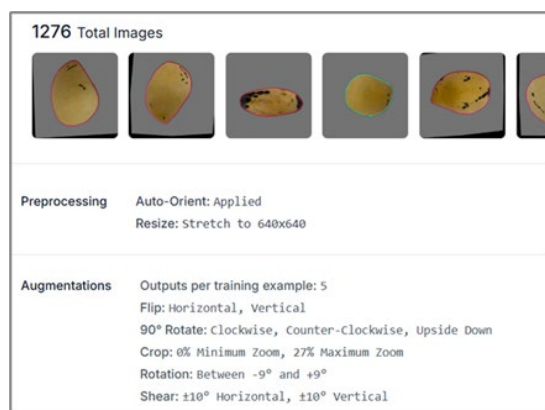 1276 Total Images
Preprocessing
Auto-Orient: Applied
Resize: Stretch to 640x640
Augmentations
Outputs per training example: 5
Flip: Horizontal, Vertical
90° Rotate: Clockwise, Counter-Clockwise, Upside Down
Crop: 0% Minimum Zoom, 27% Maximum Zoom
Rotation: Between -9° and +9°
Shear: ±10° Horizontal, ±10° Vertical